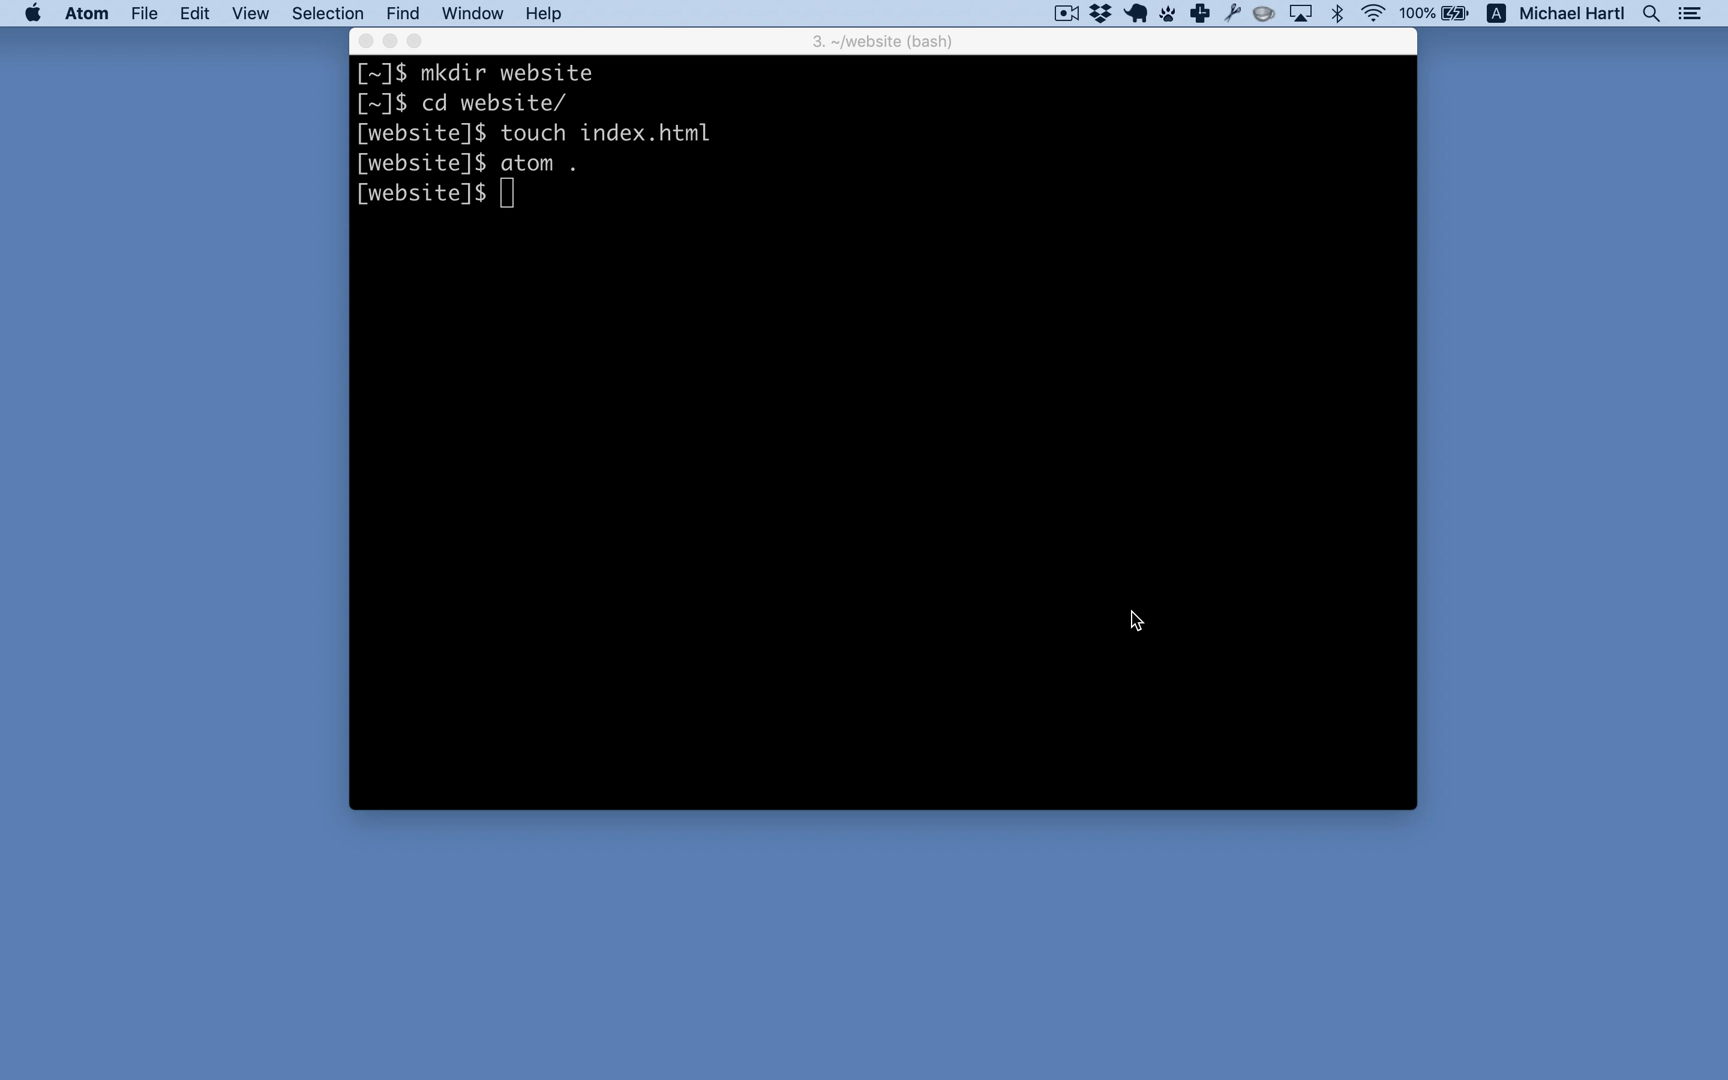 Atom File Edit View Selection Find Window Help 100% A Michael Hartl
3. ~/website (bash)
[~]$ mkdir website
[~]$ cd website/
[website]$ touch index.html
[website]$ atom .
[website]$